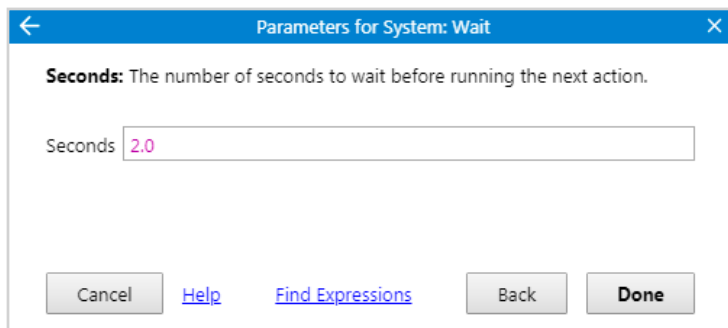 Parameters for System: Wait
Seconds: The number of seconds to wait before running the next action.
Seconds 2.0
Cancel Help Find Expressions Back Done